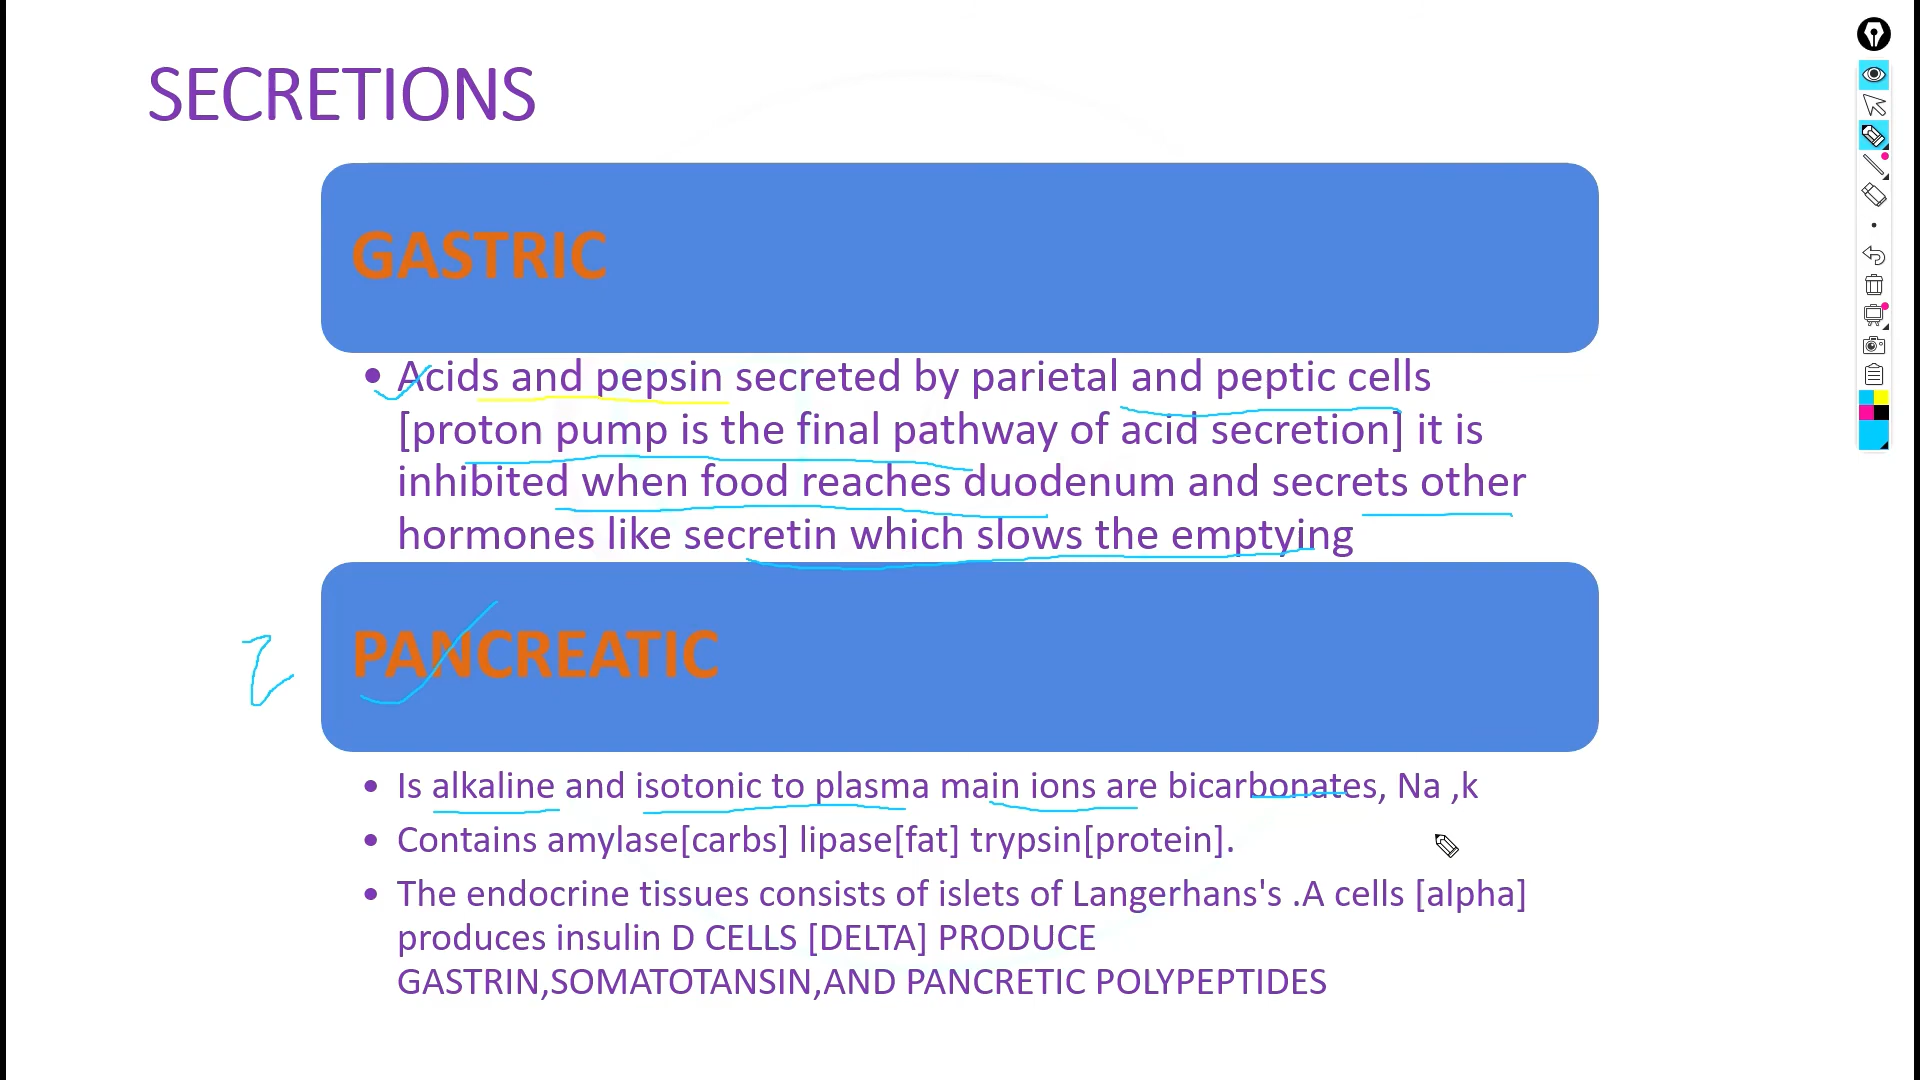 SECRETIONS
GASTRIC
• Acids and pepsin secreted by parietal and peptic cells
[proton pump is the final pathway of acid secretion] it is
inhibited when food reaches duodenum and secrets other
hormones like secretin which slows the emptying
2
PANCREATIC
• Is alkaline and isotonic to plasma main ions are bicarbonates, Na ,k
• Contains amylase[carbs] lipase[fat] trypsin[protein].
• The endocrine tissues consists of islets of Langerhans's .A cells [alpha]
produces insulin D CELLS [DELTA] PRODUCE
GASTRIN,SOMATOTANSIN,AND PANCRETIC POLYPEPTIDES